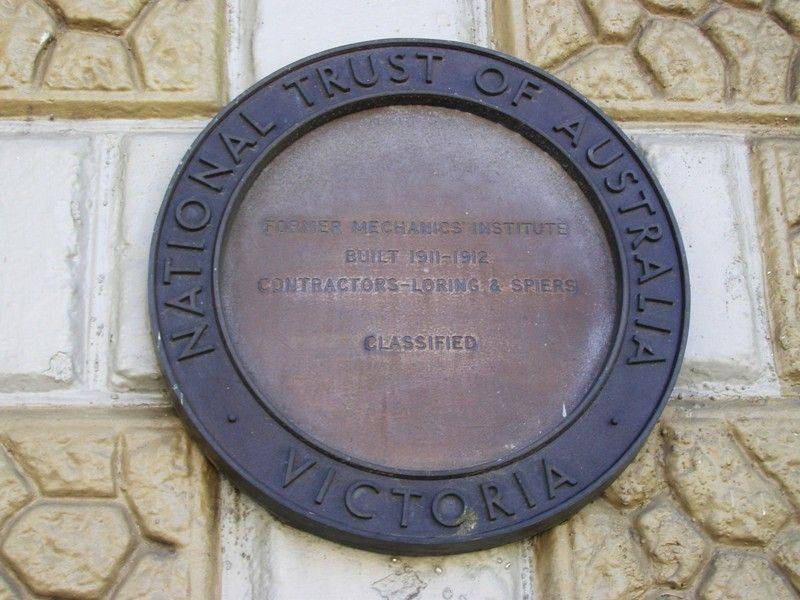 NATIONAL TRUST OF AUSTRALIA
FORMER MECHANICS INSTITUTE
BUILT 1911-1912
CONTRACTORS-LORING & SPIERS
CLASSIFIED
VICTORIA